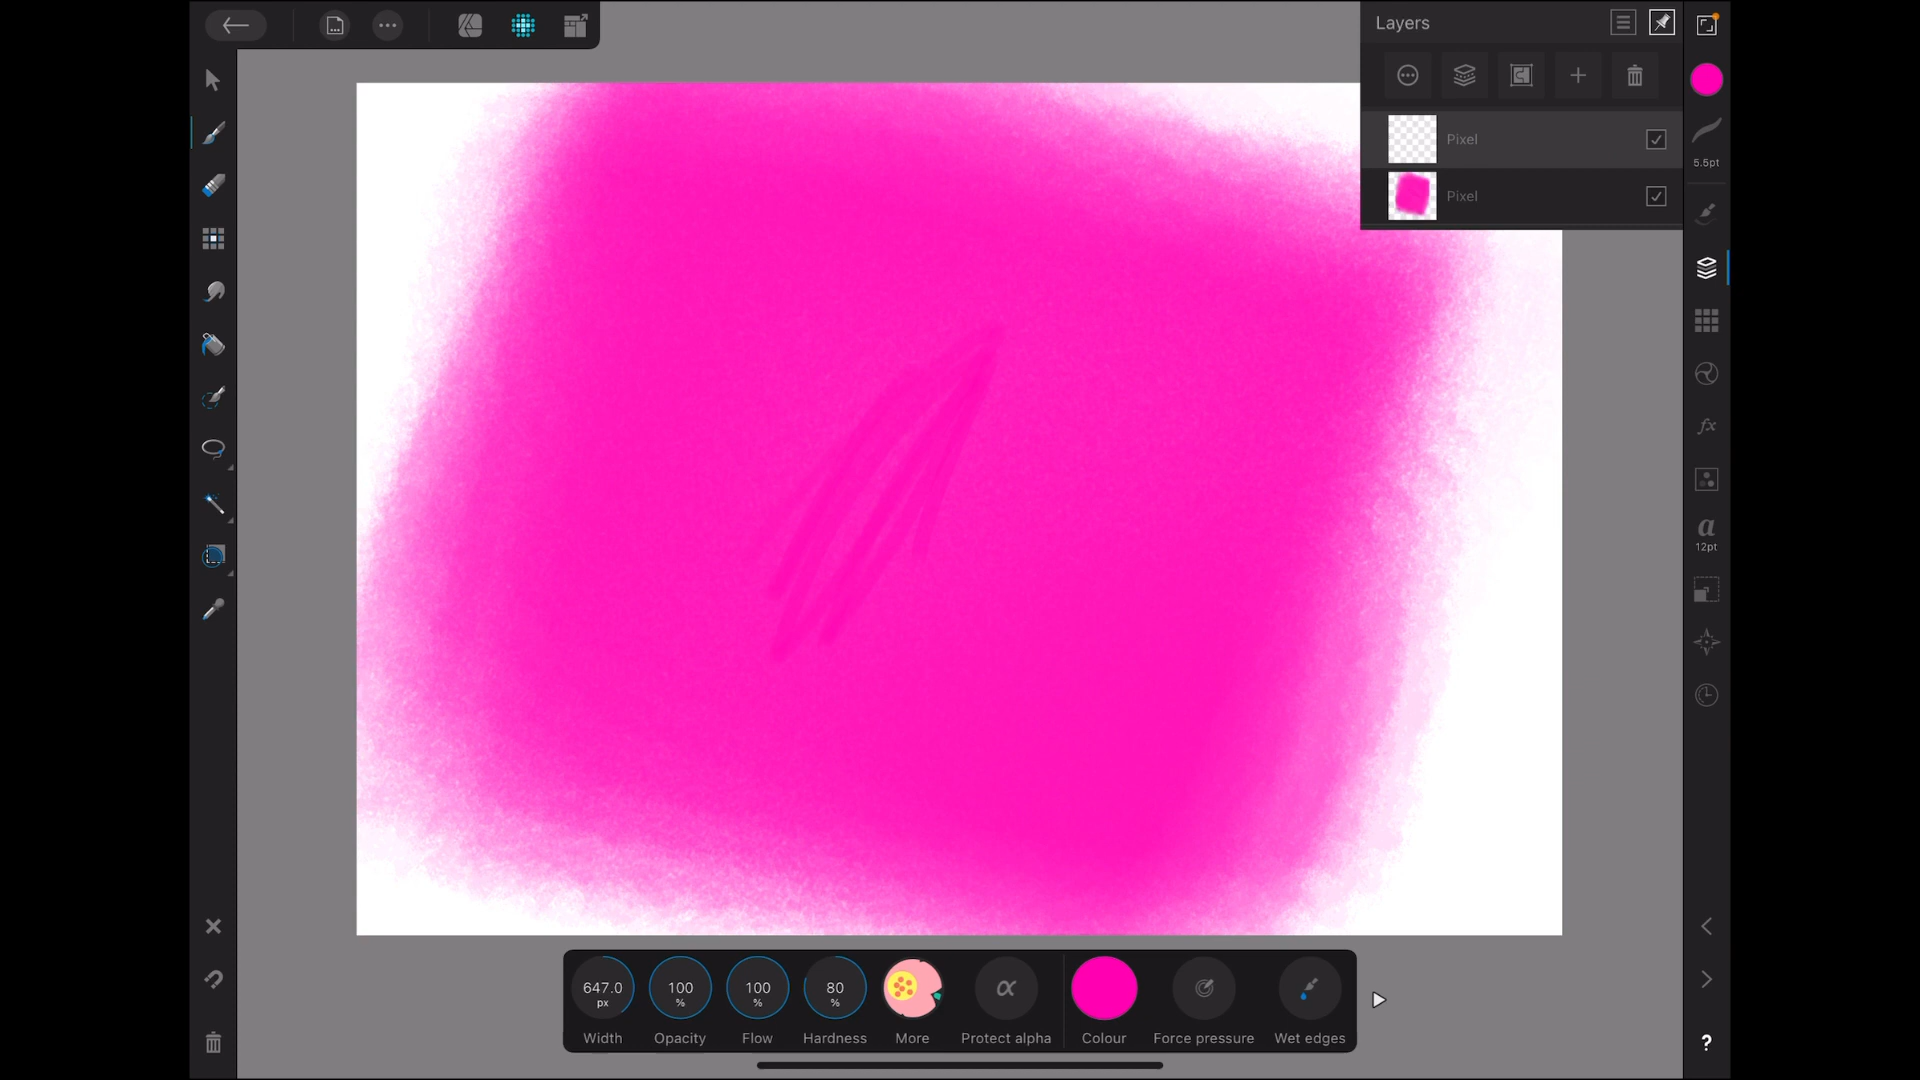 Layers
Pixel
5.5pt
Pixel
fx
a
12pt
647.0 px
100 %
100 %
80 %
α
Width
Opacity
Flow
Hardness
More
Protect alpha
Colour
Force pressure
Wet edges
?